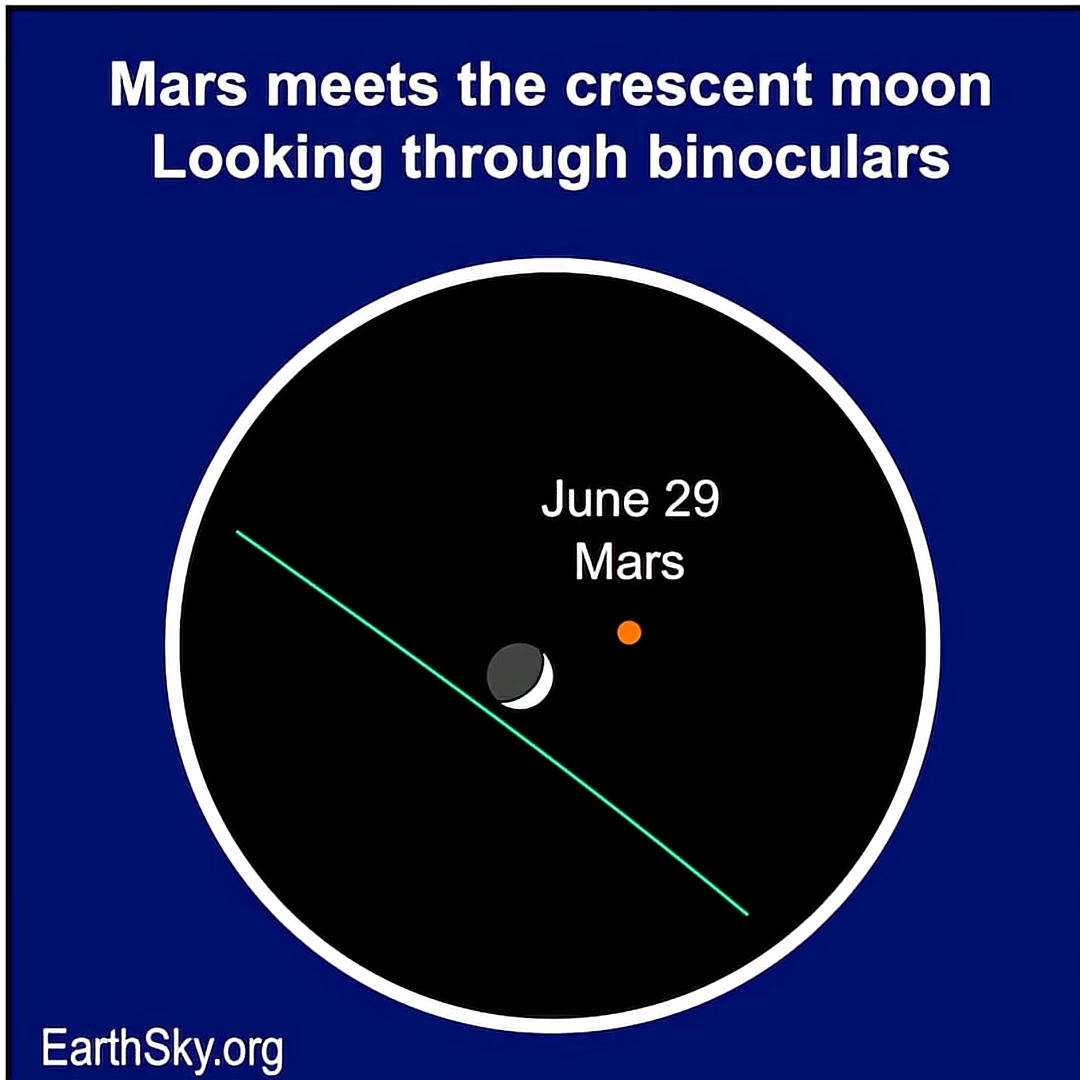 Mars meets the crescent moon
Looking through binoculars
June 29
Mars
EarthSky.org